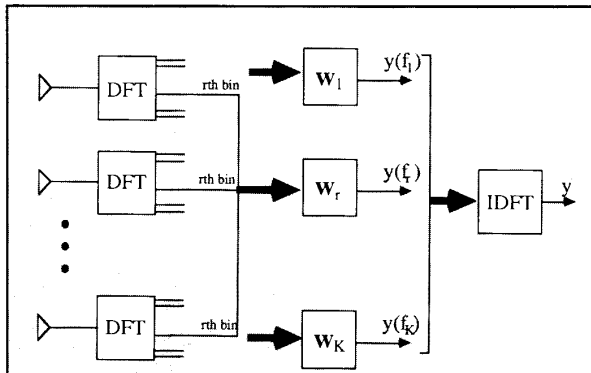 DFT
rth bin
W1
y(f1)
DFT
rth bin
Wr
y(fr)
IDFT
y
DFT
rth bin
WK
y(fK)